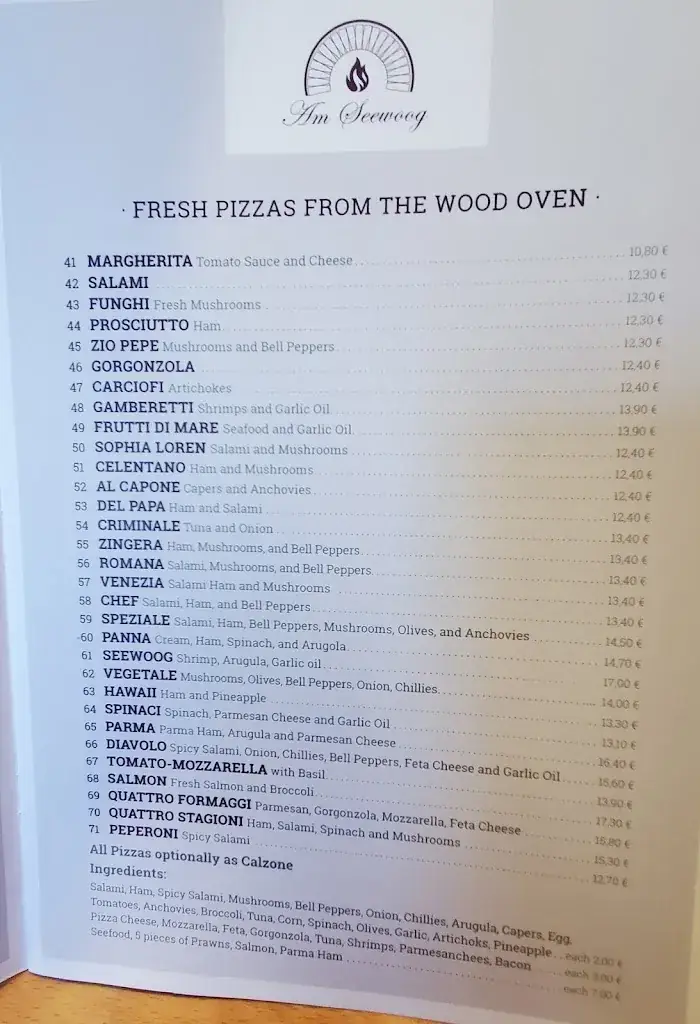 Am Seewoog
· FRESH PIZZAS FROM THE WOOD OVEN ·
41 MARGHERITA Tomato Sauce and Cheese 10,80 €
42 SALAMI 12,30 €
43 FUNGHI Fresh Mushrooms 12,30 €
44 PROSCIUTTO Ham 12,30 €
45 ZIO PEPE Mushrooms and Bell Peppers 12,30 €
46 GORGONZOLA 12,40 €
47 CARCIOFI Artichokes 12,40 €
48 GAMBERETTI Shrimps and Garlic Oil 13,90 €
49 FRUTTI DI MARE Seafood and Garlic Oil 13,90 €
50 SOPHIA LOREN Salami and Mushrooms 12,40 €
51 CELENTANO Ham and Mushrooms 12,40 €
52 AL CAPONE Capers and Anchovies 12,40 €
53 DEL PAPA Ham and Salami 12,40 €
54 CRIMINALE Tuna and Onion 13,40 €
55 ZINGERA Ham, Mushrooms, and Bell Peppers 13,40 €
56 ROMANA Salami, Mushrooms, and Bell Peppers 13,40 €
57 VENEZIA Salami Ham and Mushrooms 13,40 €
58 CHEF Salami, Ham, and Bell Peppers 13,40 €
59 SPEZIALE Salami, Ham, Bell Peppers, Mushrooms, Olives, and Anchovies 14,50 €
60 PANNA Cream, Ham, Spinach, and Arugola 14,70 €
61 SEEWOOG Shrimp, Arugula, Garlic oil 17,00 €
62 VEGETALE Mushrooms, Olives, Bell Peppers, Onion, Chillies 14,00 €
63 HAWAII Ham and Pineapple 13,30 €
64 SPINACI Spinach, Parmesan Cheese and Garlic Oil 13,10 €
65 PARMA Parma Ham, Arugula and Parmesan Cheese 16,40 €
66 DIAVOLO Spicy Salami, Onion, Chillies, Bell Peppers, Feta Cheese and Garlic Oil 15,60 €
67 TOMATO-MOZZARELLA with Basil 13,90 €
68 SALMON Fresh Salmon and Broccoli 17,30 €
69 QUATTRO FORMAGGI Parmesan, Gorgonzola, Mozzarella, Feta Cheese 15,80 €
70 QUATTRO STAGIONI Ham, Salami, Spinach and Mushrooms 15,30 €
71 PEPERONI Spicy Salami 12,70 €
All Pizzas optionally as Calzone
Ingredients:
Salami, Ham, Spicy Salami, Mushrooms, Bell Peppers, Onion, Chillies, Arugula, Capers, Egg,
Tomatoes, Anchovies, Broccoli, Tuna, Corn, Spinach, Olives, Garlic, Artichoks, Pineapple each 2.00 €
Pizza Cheese, Mozzarella, Feta, Gorgonzola, Tuna, Shrimps, Parmesanchees, Bacon each 3.00 €
Seefood, 5 pieces of Prawns, Salmon, Parma Ham each 7.00 €